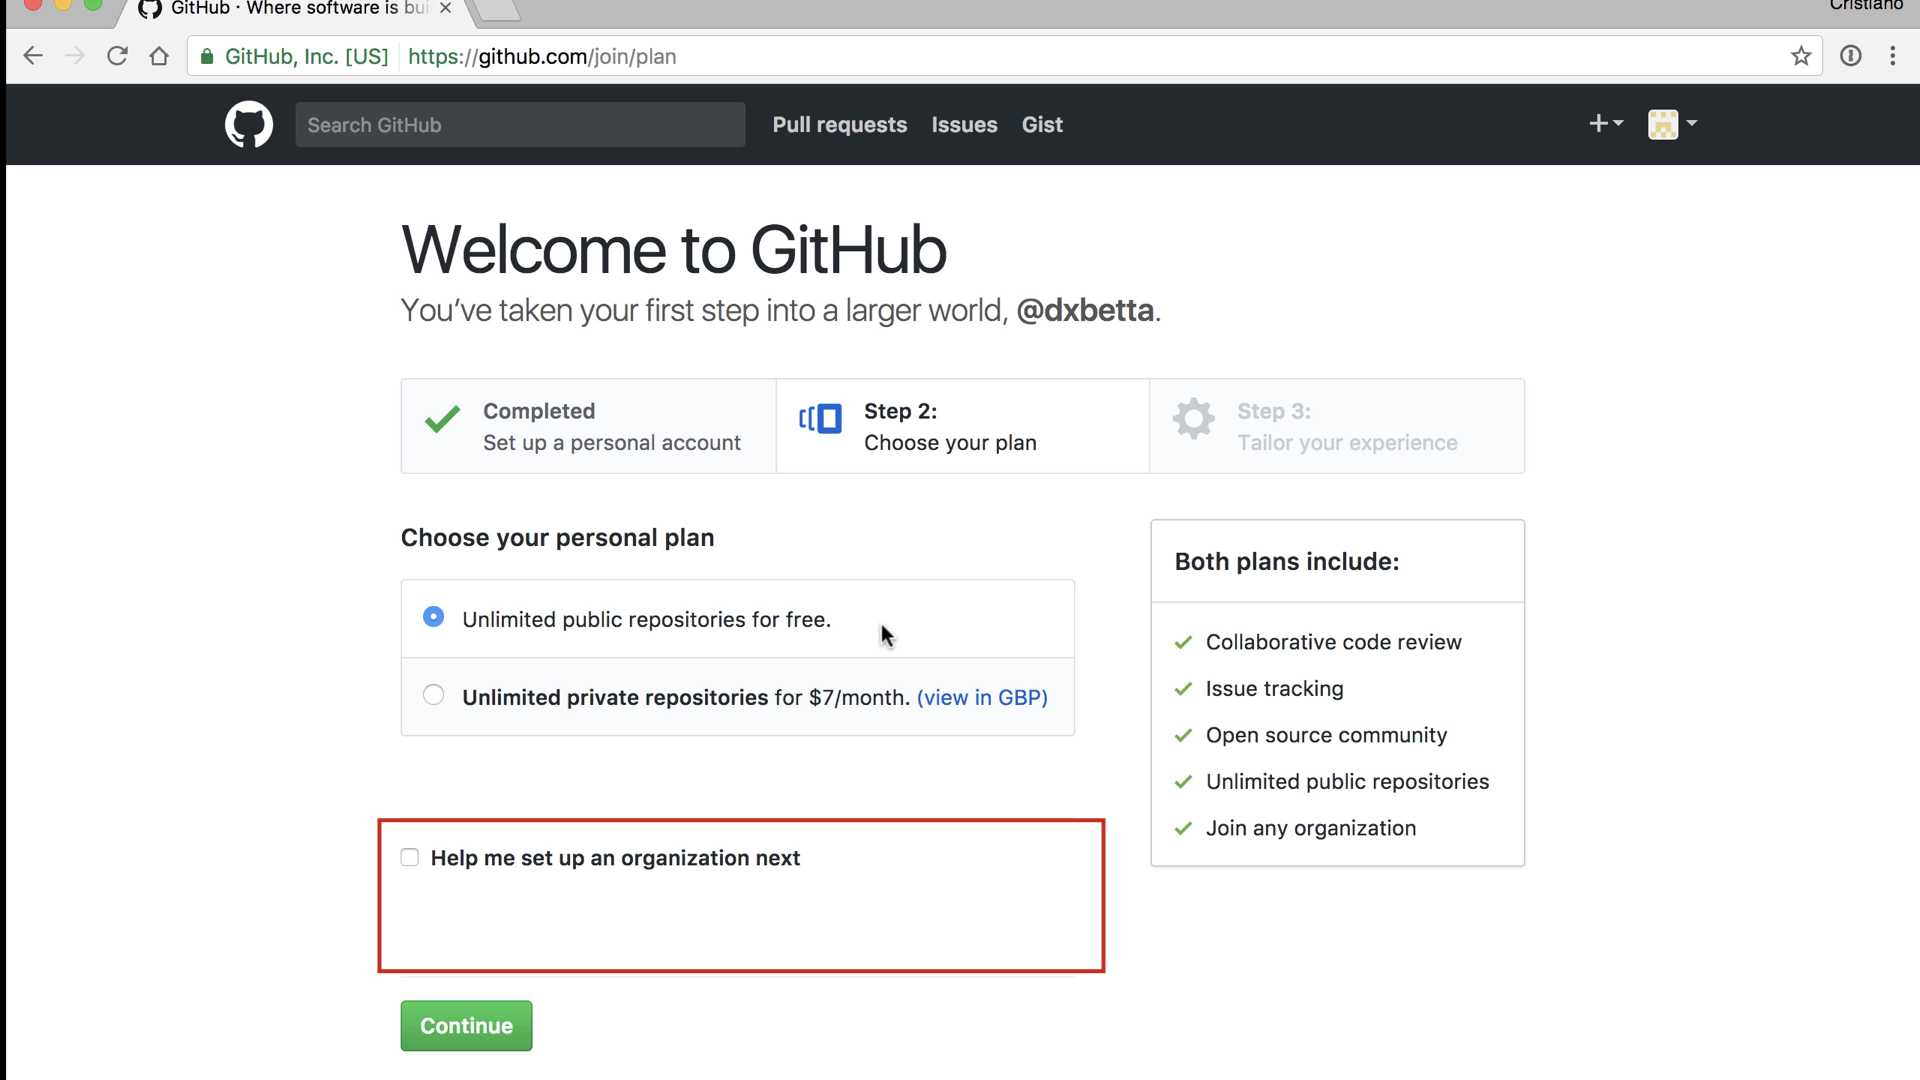 GitHub · Where software is bui
Cristiano
GitHub, Inc. [US] https://github.com/join/plan
Search GitHub
Pull requests Issues Gist
Welcome to GitHub
You've taken your first step into a larger world, @dxbetta.
Completed
Set up a personal account
Step 2:
Choose your plan
Step 3:
Tailor your experience
Choose your personal plan
Unlimited public repositories for free.
Unlimited private repositories for $7/month. (view in GBP)
Help me set up an organization next
Continue
Both plans include:
Collaborative code review
Issue tracking
Open source community
Unlimited public repositories
Join any organization